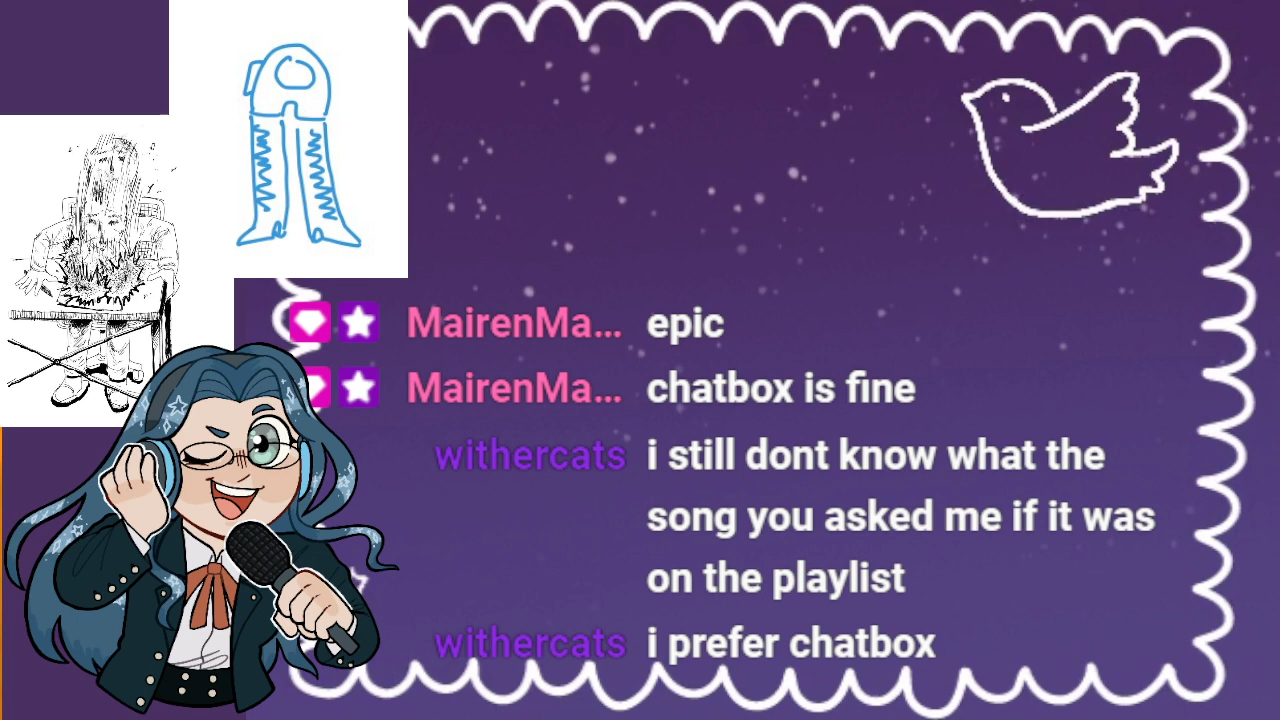 MairenMa... epic
MairenMa... chatbox is fine
withercats i still dont know what the
song you asked me if it was
on the playlist
withercats i prefer chatbox